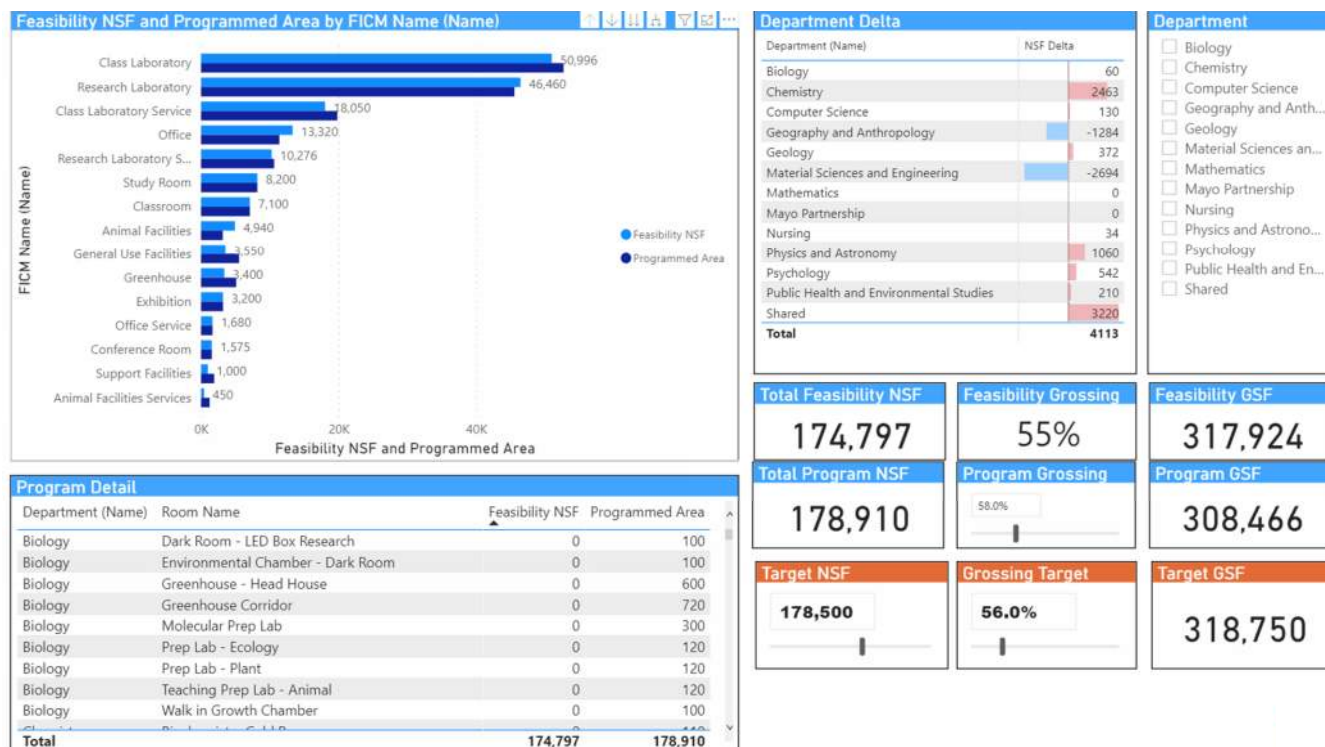 Feasibility NSF and Programmed Area by FICM Name (Name)
FICM Name (Name)
Class Laboratory 50,996
Research Laboratory 46,460
Class Laboratory Service 18,050
Office 13,320
Research Laboratory S... 10,276
Study Room 8,200
Classroom 7,100
Animal Facilities 4,940
General Use Facilities 3,550
Greenhouse 3,400
Exhibition 3,200
Office Service 1,680
Conference Room 1,575
Support Facilities 1,000
Animal Facilities Services 450
0K 20K 40K
Feasibility NSF and Programmed Area
Feasibility NSF
Programmed Area
Department Delta
Department (Name) NSF Delta
Biology 60
Chemistry 2463
Computer Science 130
Geography and Anthropology -1284
Geology 372
Material Sciences and Engineering -2694
Mathematics 0
Mayo Partnership 0
Nursing 34
Physics and Astronomy 1060
Psychology 542
Public Health and Environmental Studies 210
Shared 3220
Total 4113
Department
Biology
Chemistry
Computer Science
Geography and Anth...
Geology
Material Sciences an...
Mathematics
Mayo Partnership
Nursing
Physics and Astrono...
Psychology
Public Health and En...
Shared
Total Feasibility NSF
174,797
Feasibility Grossing
55%
Feasibility GSF
317,924
Total Program NSF
178,910
Program Grossing
58.0%
Program GSF
308,466
Target NSF
178,500
Grossing Target
56.0%
Target GSF
318,750
Program Detail
Department (Name) Room Name Feasibility NSF Programmed Area
Biology Dark Room - LED Box Research 0 100
Biology Environmental Chamber - Dark Room 0 100
Biology Greenhouse - Head House 0 600
Biology Greenhouse Corridor 0 720
Biology Molecular Prep Lab 0 300
Biology Prep Lab - Ecology 0 120
Biology Prep Lab - Plant 0 120
Biology Teaching Prep Lab - Animal 0 120
Biology Walk in Growth Chamber 0 100
Total 174,797 178,910